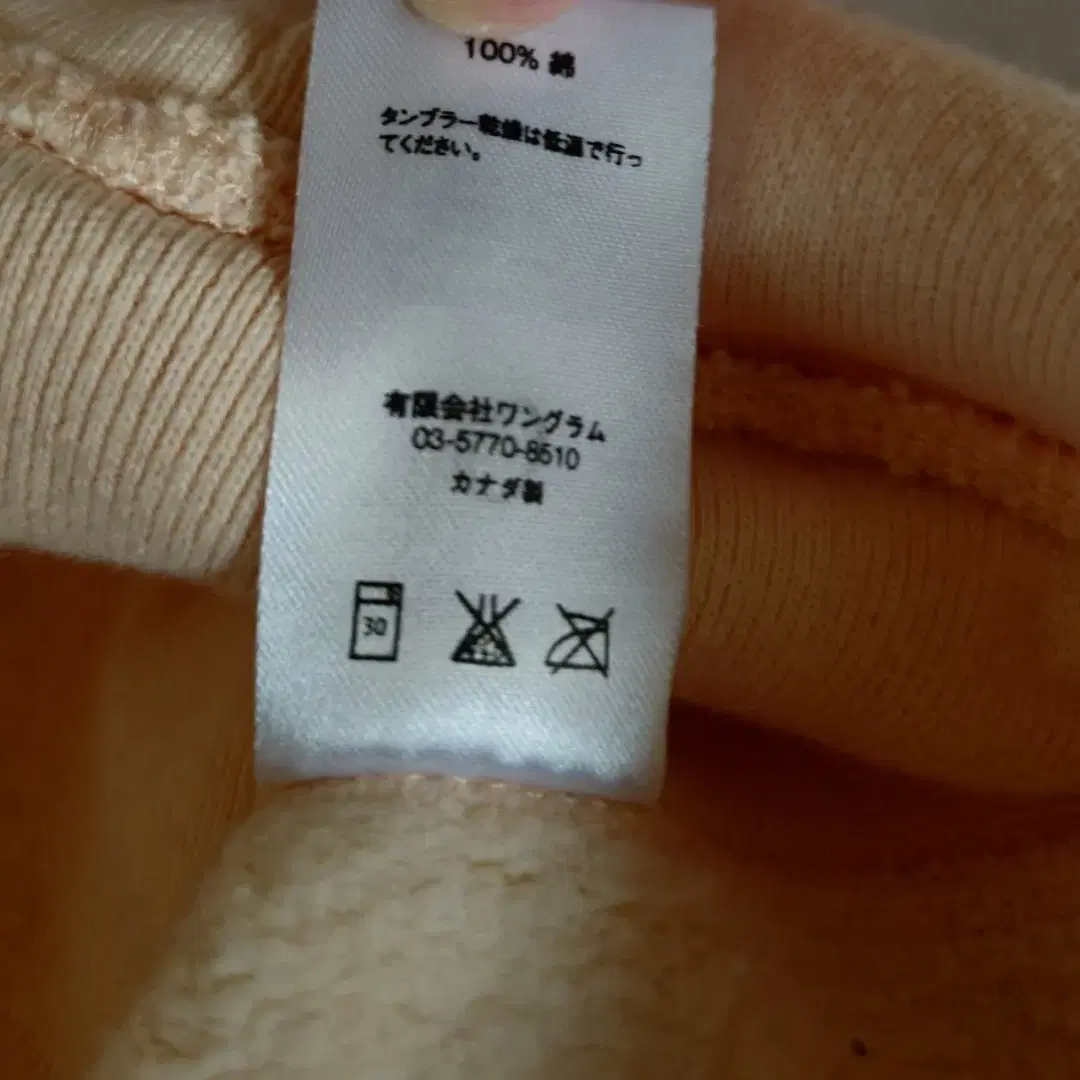 100% 綿
タンブラー乾燥は低温で行っ
てください。
有限会社ワングラム
03-5770-8510
カナダ製
30